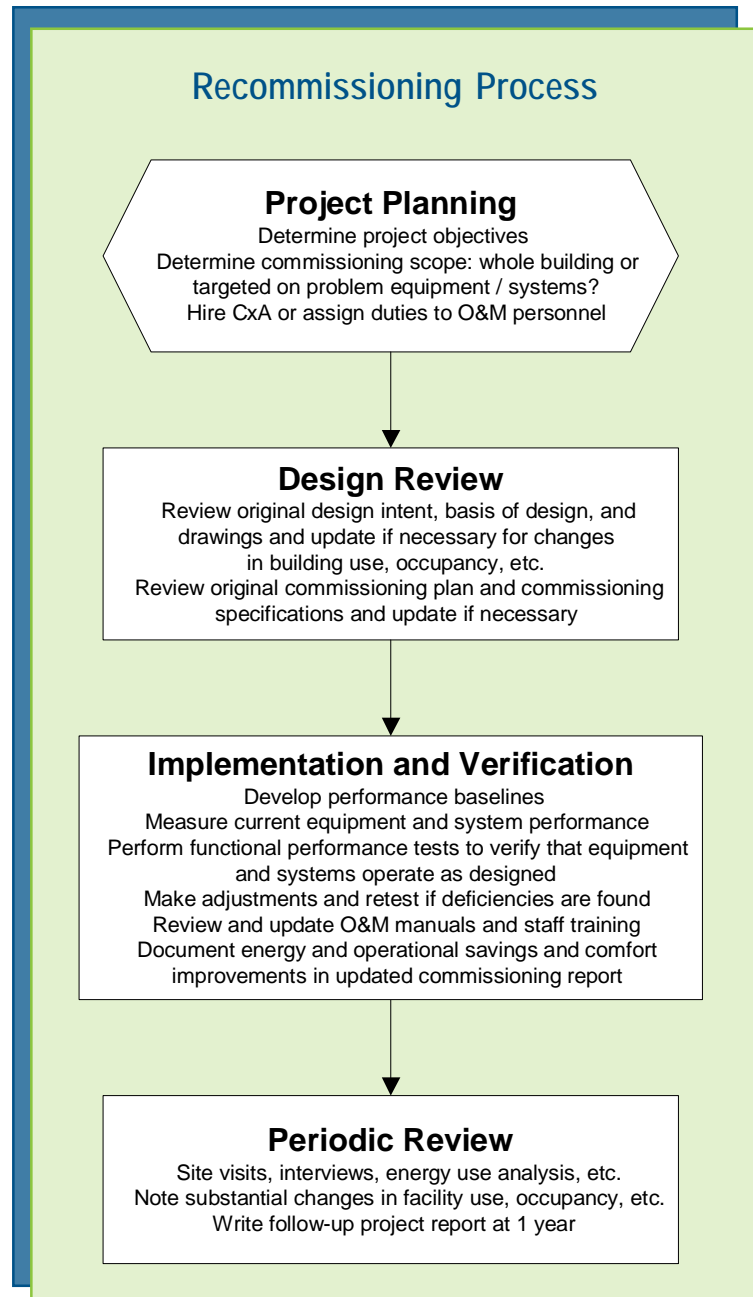 Recommissioning Process
Project Planning
Determine project objectives
Determine commissioning scope: whole building or
targeted on problem equipment / systems?
Hire CxA or assign duties to O&M personnel
Design Review
Review original design intent, basis of design, and
drawings and update if necessary for changes
in building use, occupancy, etc.
Review original commissioning plan and commissioning
specifications and update if necessary
Implementation and Verification
Develop performance baselines
Measure current equipment and system performance
Perform functional performance tests to verify that equipment
and systems operate as designed
Make adjustments and retest if deficiencies are found
Review and update O&M manuals and staff training
Document energy and operational savings and comfort
improvements in updated commissioning report
Periodic Review
Site visits, interviews, energy use analysis, etc.
Note substantial changes in facility use, occupancy, etc.
Write follow-up project report at 1 year